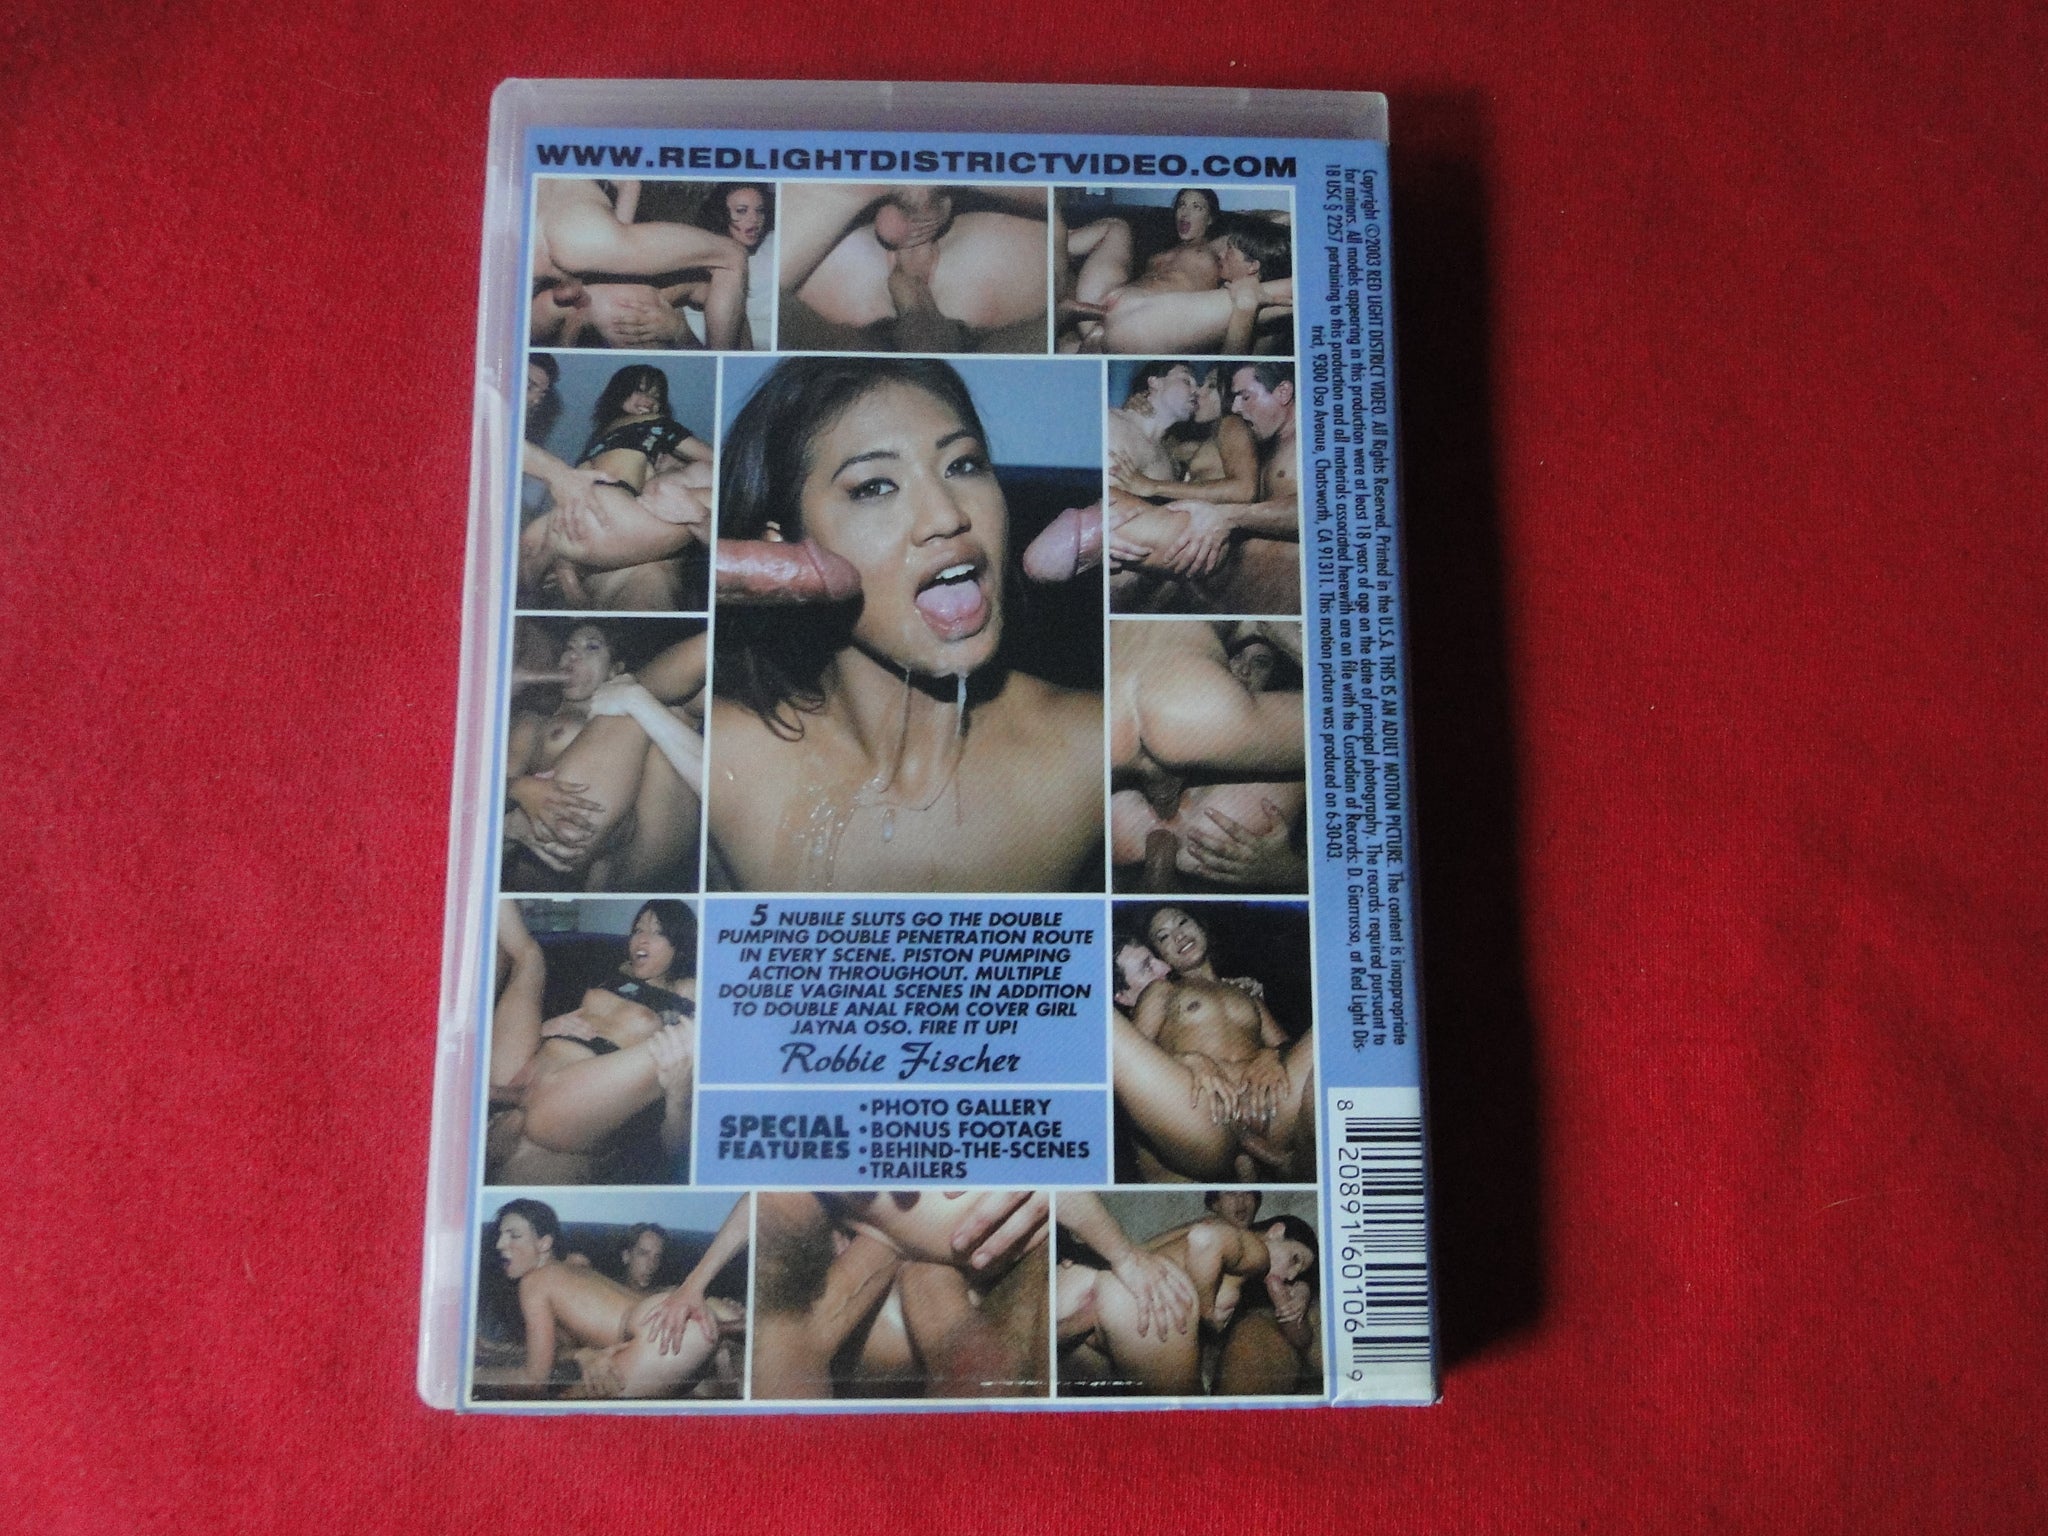 WWW.REDLIGHTDISTRICTVIDEO.COM
5 NUBILE SLUTS GO THE DOUBLE
PUMPING DOUBLE PENETRATION ROUTE
IN EVERY SCENE. PISTON PUMPING
ACTION THROUGHOUT. MULTIPLE
DOUBLE VAGINAL SCENES IN ADDITION
TO DOUBLE ANAL FROM COVER GIRL
JAYNA OSO. FIRE IT UP!
Robbie Fischer
SPECIAL
FEATURES
• PHOTO GALLERY
• BONUS FOOTAGE
• BEHIND-THE-SCENES
• TRAILERS
Copyright ©2003 RED LIGHT DISTRICT VIDEO. All Rights Reserved. Printed in the U.S.A. THIS IS AN ADULT MOTION PICTURE. The content is inappropriate
for minors. All models appearing in this production were at least 18 years of age on the date of principal photography. The records required pursuant to
18 USC § 2257 pertaining to this production and all materials associated herewith are on file with the Custodian of Records: D. Giarrusso, at Red Light Dis-
trict, 9300 Oso Avenue, Chatsworth, CA 91311. This motion picture was produced on 6-30-03.
8 20891 60106 9